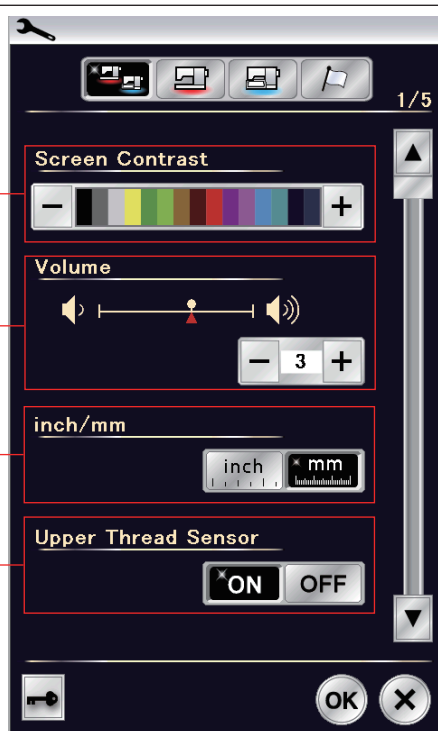 1/5
Screen Contrast
− +
Volume
− 3 +
inch/mm
inch mm
Upper Thread Sensor
ON OFF
OK